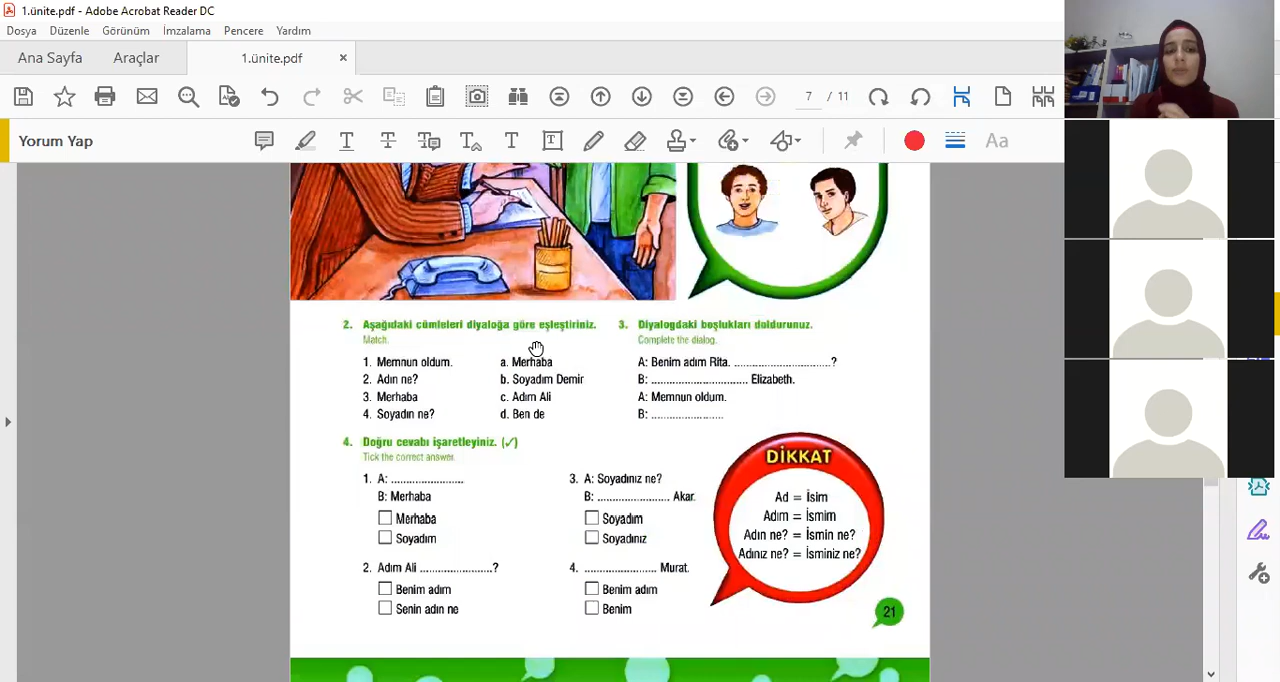 1.ünite.pdf - Adobe Acrobat Reader DC
Dosya Düzenle Görünüm İmzalama Pencere Yardım
Ana Sayfa Araçlar 1.ünite.pdf ×
7 / 11
Yorum Yap
2. Aşağıdaki cümleleri diyaloğa göre eşleştiriniz.
Match.
1. Memnun oldum. a. Merhaba
2. Adın ne? b. Soyadım Demir
3. Merhaba c. Adım Ali
4. Soyadın ne? d. Ben de
3. Diyalogdaki boşlukları doldurunuz.
Complete the dialog.
A: Benim adım Rita. ..............................?
B: .............................. Elizabeth.
A: Memnun oldum.
B: ......................
4. Doğru cevabı işaretleyiniz. (✓)
Tick the correct answer.
1. A: ......................
B: Merhaba
Merhaba
Soyadım
2. Adım Ali ......................?
Benim adım
Senin adın ne
3. A: Soyadınız ne?
B: ...................... Akar.
Soyadım
Soyadınız
4. ...................... Murat.
Benim adım
Benim
DİKKAT
Ad = İsim
Adım = İsmim
Adın ne? = İsmin ne?
Adınız ne? = İsminiz ne?
21